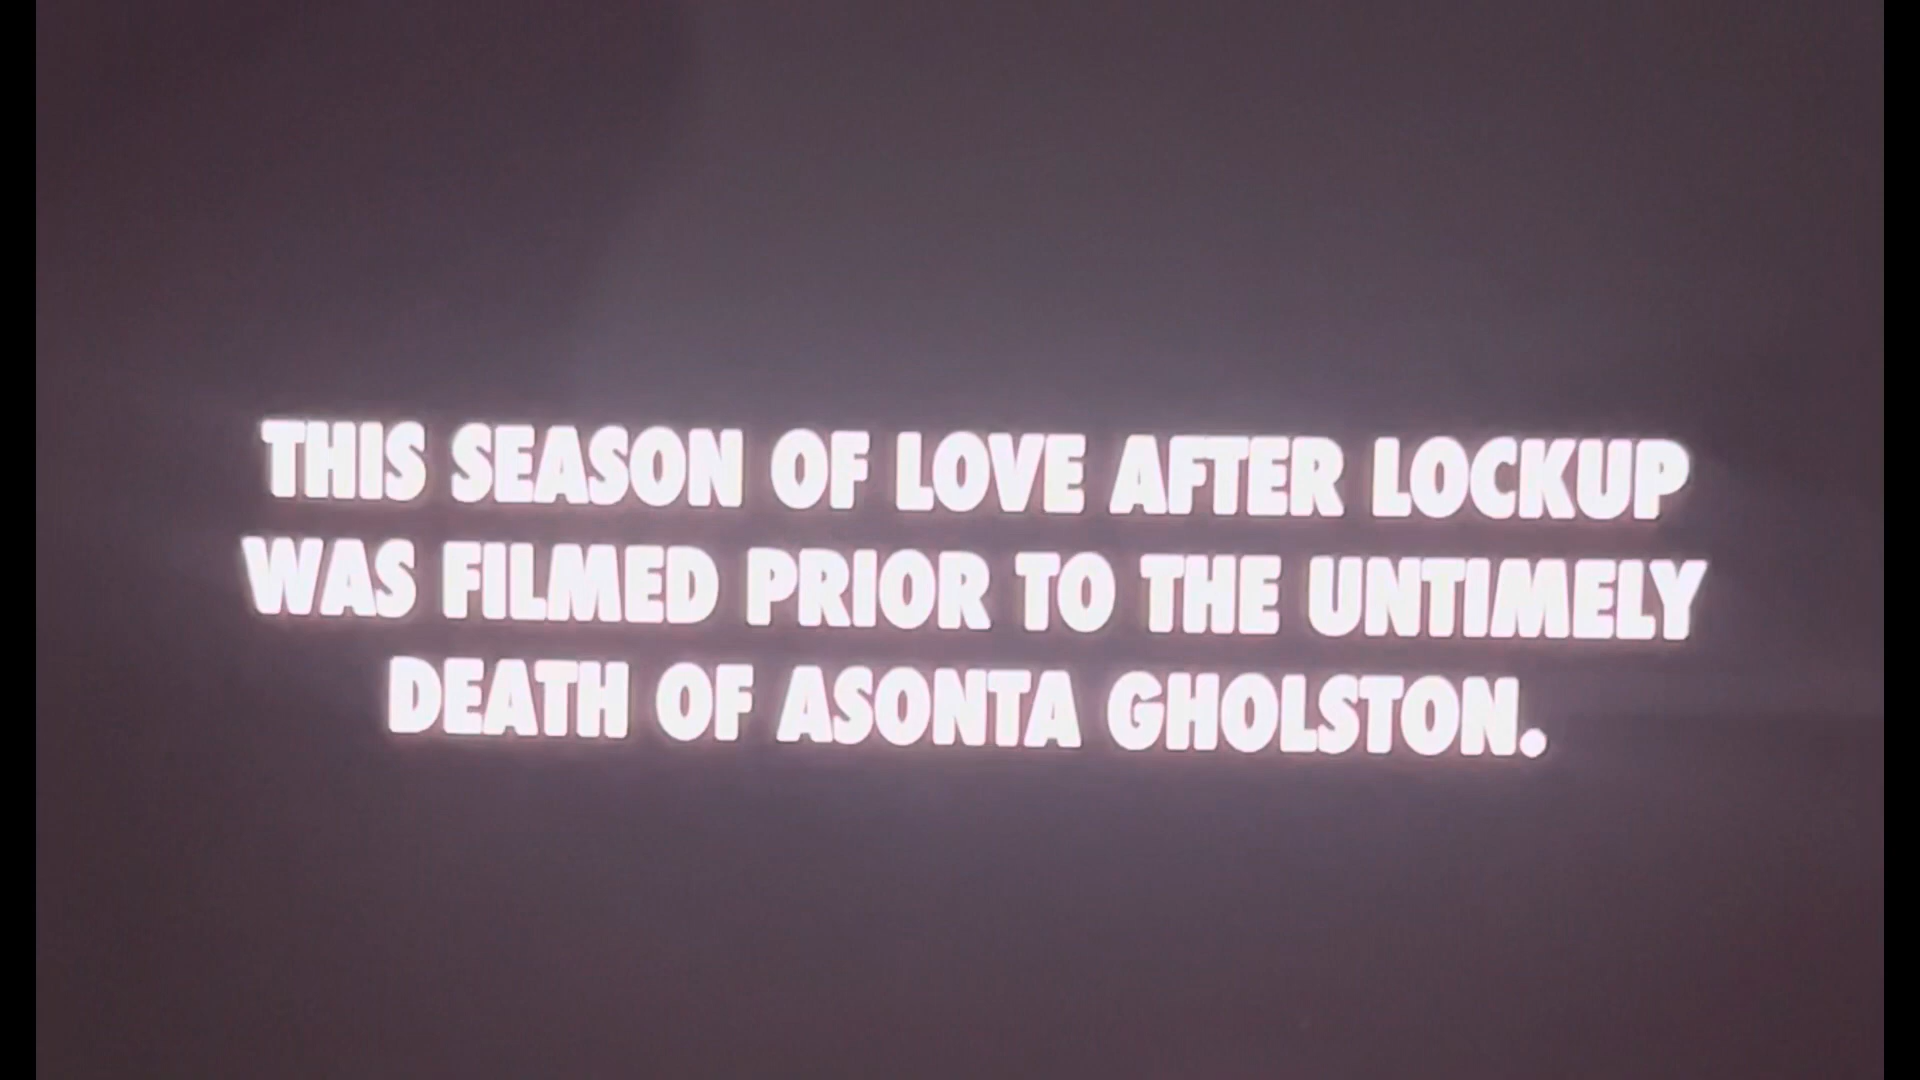 THIS SEASON OF LOVE AFTER LOCKUP
WAS FILMED PRIOR TO THE UNTIMELY
DEATH OF ASONTA GHOLSTON.